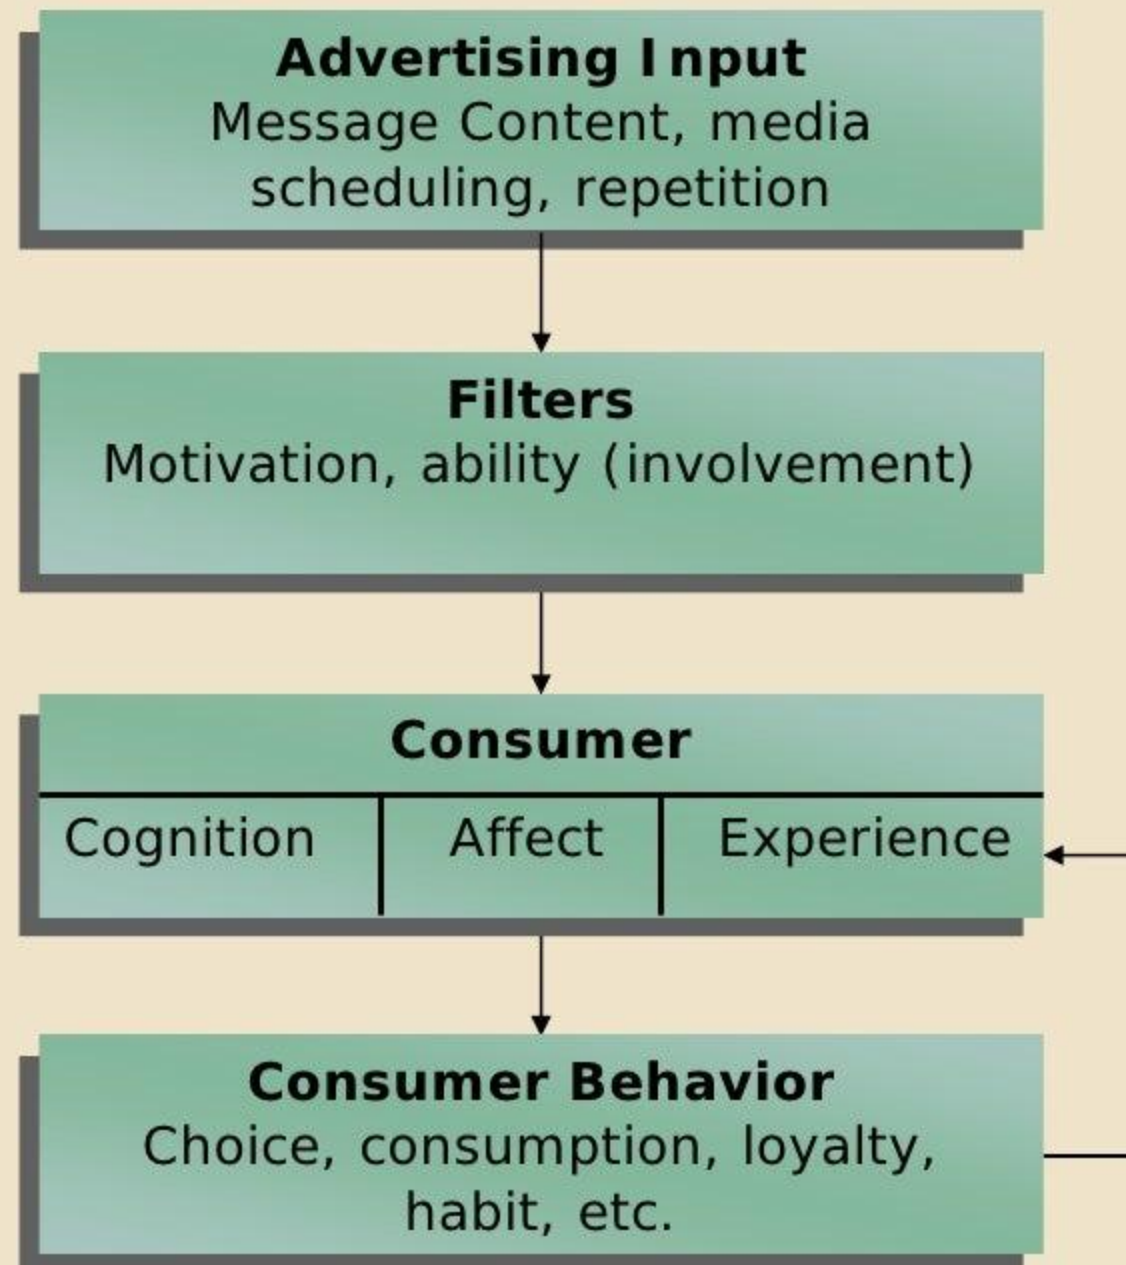 Advertising Input
Message Content, media
scheduling, repetition
Filters
Motivation, ability (involvement)
Consumer
Cognition Affect Experience
Consumer Behavior
Choice, consumption, loyalty,
habit, etc.